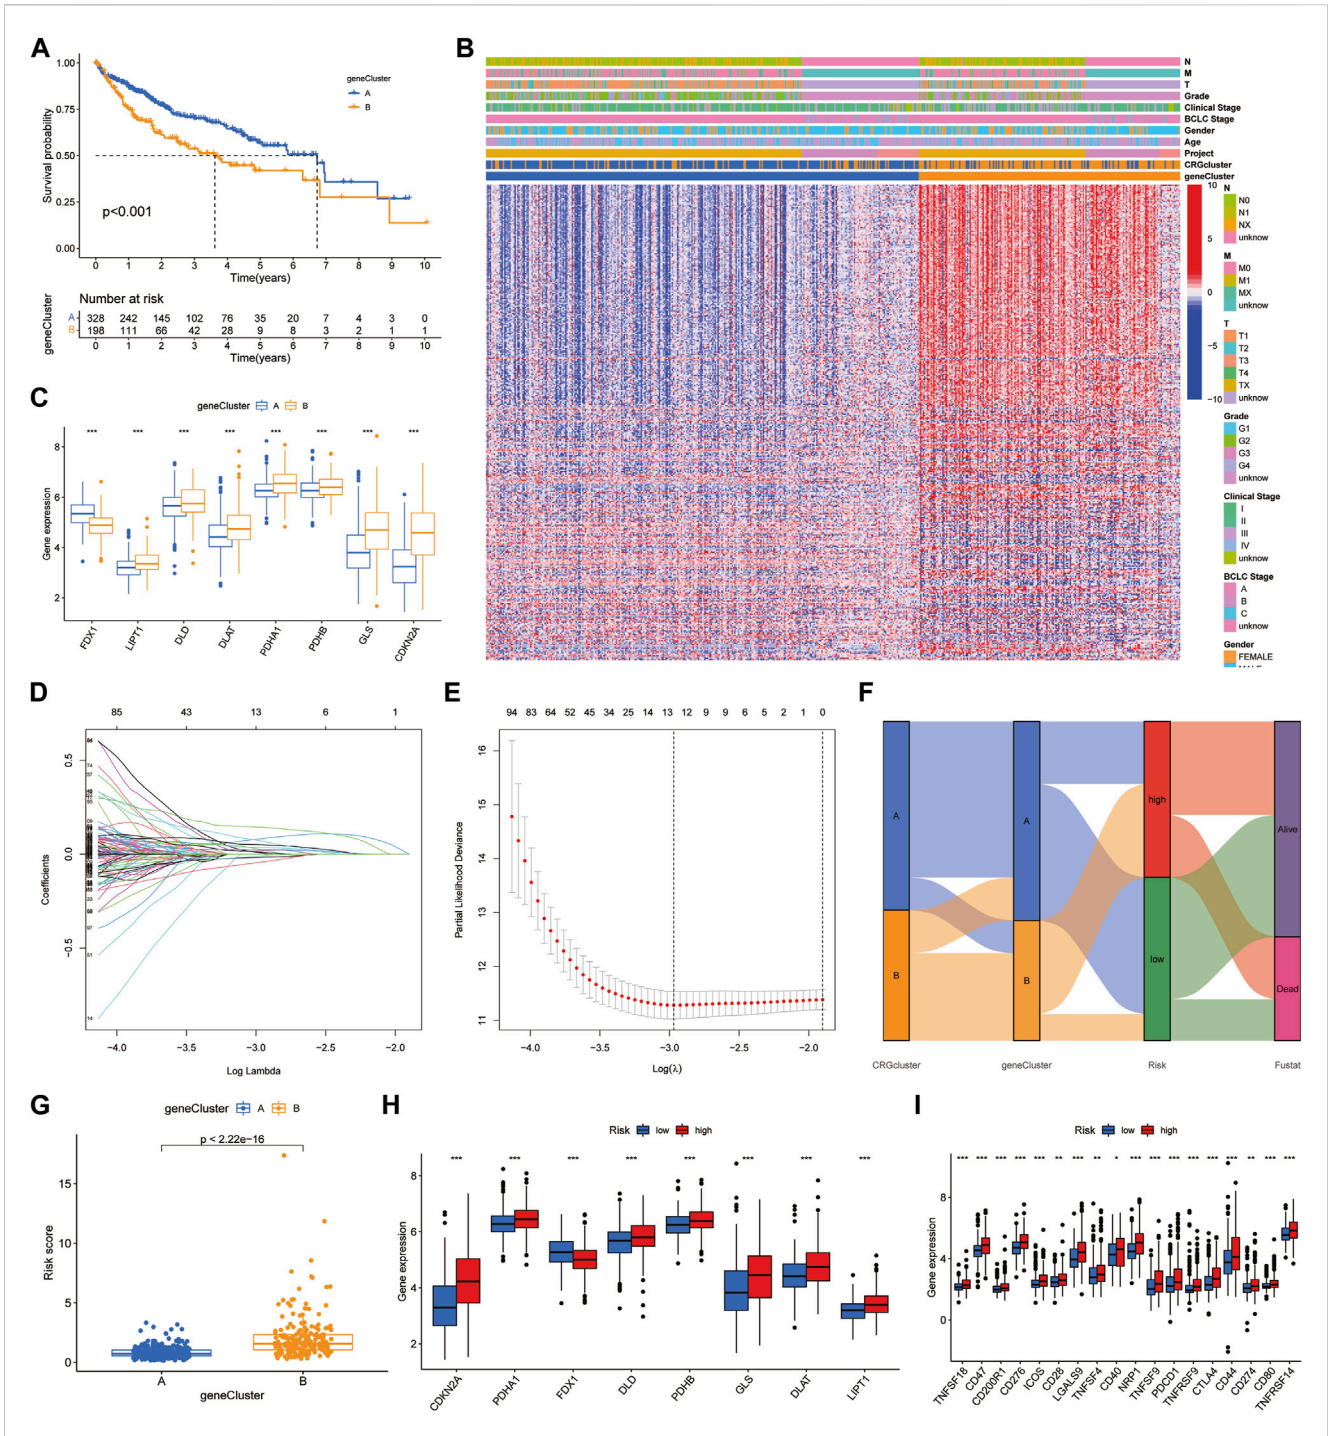 A
geneCluster
A
B
Survival probability
1.00
0.75
0.50
0.25
0.00
p<0.001
0 1 2 3 4 5 6 7 8 9 10
Time(years)
Number at risk
geneCluster
A 328 242 145 102 76 35 20 7 4 3 0
B 198 111 66 42 28 9 8 3 2 1 1
0 1 2 3 4 5 6 7 8 9 10
Time(years)
B
N
M
T
Grade
Clinical Stage
BCLC Stage
Gender
Age
Project
CRGcluster
geneCluster
10
5
0
−5
−10
N
N0
N1
NX
unknow
M
M0
M1
MX
unknow
T
T1
T2
T3
T4
TX
unknow
Grade
G1
G2
G3
G4
unknow
Clinical Stage
I
II
III
IV
unknow
BCLC Stage
A
B
C
unknow
Gender
FEMALE
C
geneCluster A B
*** *** *** *** *** *** *** ***
Gene expression
8
6
4
2
FDX1 LIPT1 DLD DLAT PDHA1 PDHB GLS CDKN2A
D
85 43 13 6 1
Coefficients
0.5
0.0
−0.5
74
57
95
33
97
51
14
−4.0 −3.5 −3.0 −2.5 −2.0
Log Lambda
E
94 83 64 52 45 34 25 14 13 12 9 9 6 5 2 1 0
Partial Likelihood Deviance
16
15
14
13
12
11
−4.0 −3.5 −3.0 −2.5 −2.0
Log(λ)
F
A
B
A
B
high
low
Alive
Dead
CRGcluster geneCluster Risk Fustat
G
geneCluster A B
p < 2.22e−16
Risk score
15
10
5
0
A B
geneCluster
H
Risk low high
*** *** *** *** *** *** *** ***
Gene expression
8
6
4
2
CDKN2A PDHA1 FDX1 DLD PDHB GLS DLAT LIPT1
I
Risk low high
*** *** *** *** *** ** *** ** * *** *** *** *** *** *** *** *** ***
Gene expression
8
4
0
TNFSF18 CD47 CD200R1 CD276 ICOS CD28 LGALS9 TNFSF4 CD40 NRP1 TNFSF9 PDCD1 TNFRSF9 CTLA4 CD44 CD274 CD80 TNFRSF14